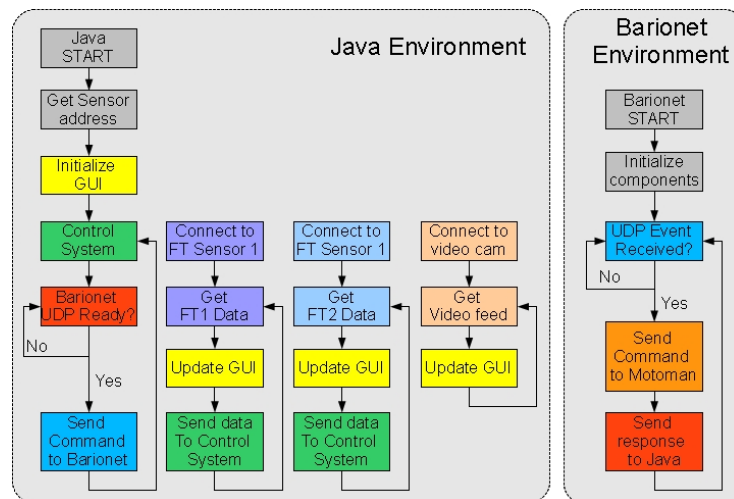 Java Environment
Java
START
Get Sensor
address
Initialize
GUI
Control
System
Barionet
UDP Ready?
No
Yes
Send
Command
to Barionet
Connect to
FT Sensor 1
Get
FT1 Data
Update GUI
Send data
To Control
System
Connect to
FT Sensor 1
Get
FT2 Data
Update GUI
Send data
To Control
System
Connect to
video cam
Get
Video feed
Update GUI
Barionet
Environment
Barionet
START
Initialize
components
UDP Event
Received?
No
Yes
Send
Command
to Motoman
Send
response
to Java